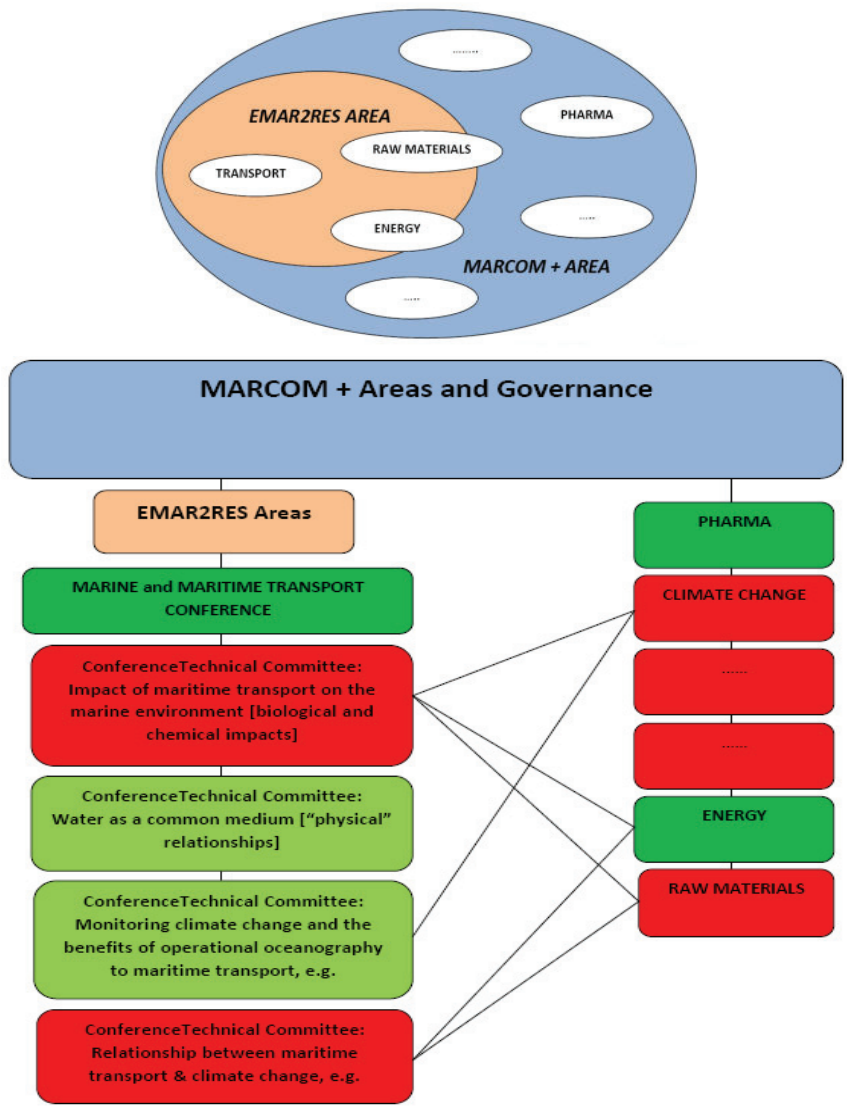 ........
EMAR2RES AREA
PHARMA
RAW MATERIALS
TRANSPORT
.....
ENERGY
MARCOM + AREA
.....
MARCOM + Areas and Governance
EMAR2RES Areas
MARINE and MARITIME TRANSPORT
CONFERENCE
ConferenceTechnical Committee:
Impact of maritime transport on the
marine environment [biological and
chemical impacts]
ConferenceTechnical Committee:
Water as a common medium [“physical”
relationships]
ConferenceTechnical Committee:
Monitoring climate change and the
benefits of operational oceanography
to maritime transport, e.g.
ConferenceTechnical Committee:
Relationship between maritime
transport & climate change, e.g.
PHARMA
CLIMATE CHANGE
......
......
ENERGY
RAW MATERIALS